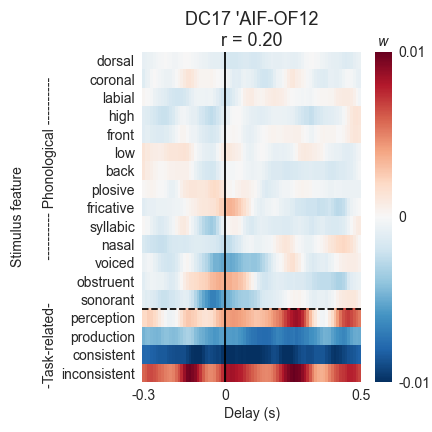 DC17 'AIF-OF12
r = 0.20
w
dorsal
coronal
labial
high
front
low
back
plosive
fricative
syllabic
nasal
voiced
obstruent
sonorant
perception
production
consistent
inconsistent
Stimulus feature
-Task-related- ---------- Phonological ----------
0.01
0
-0.01
-0.3 0 0.5
Delay (s)